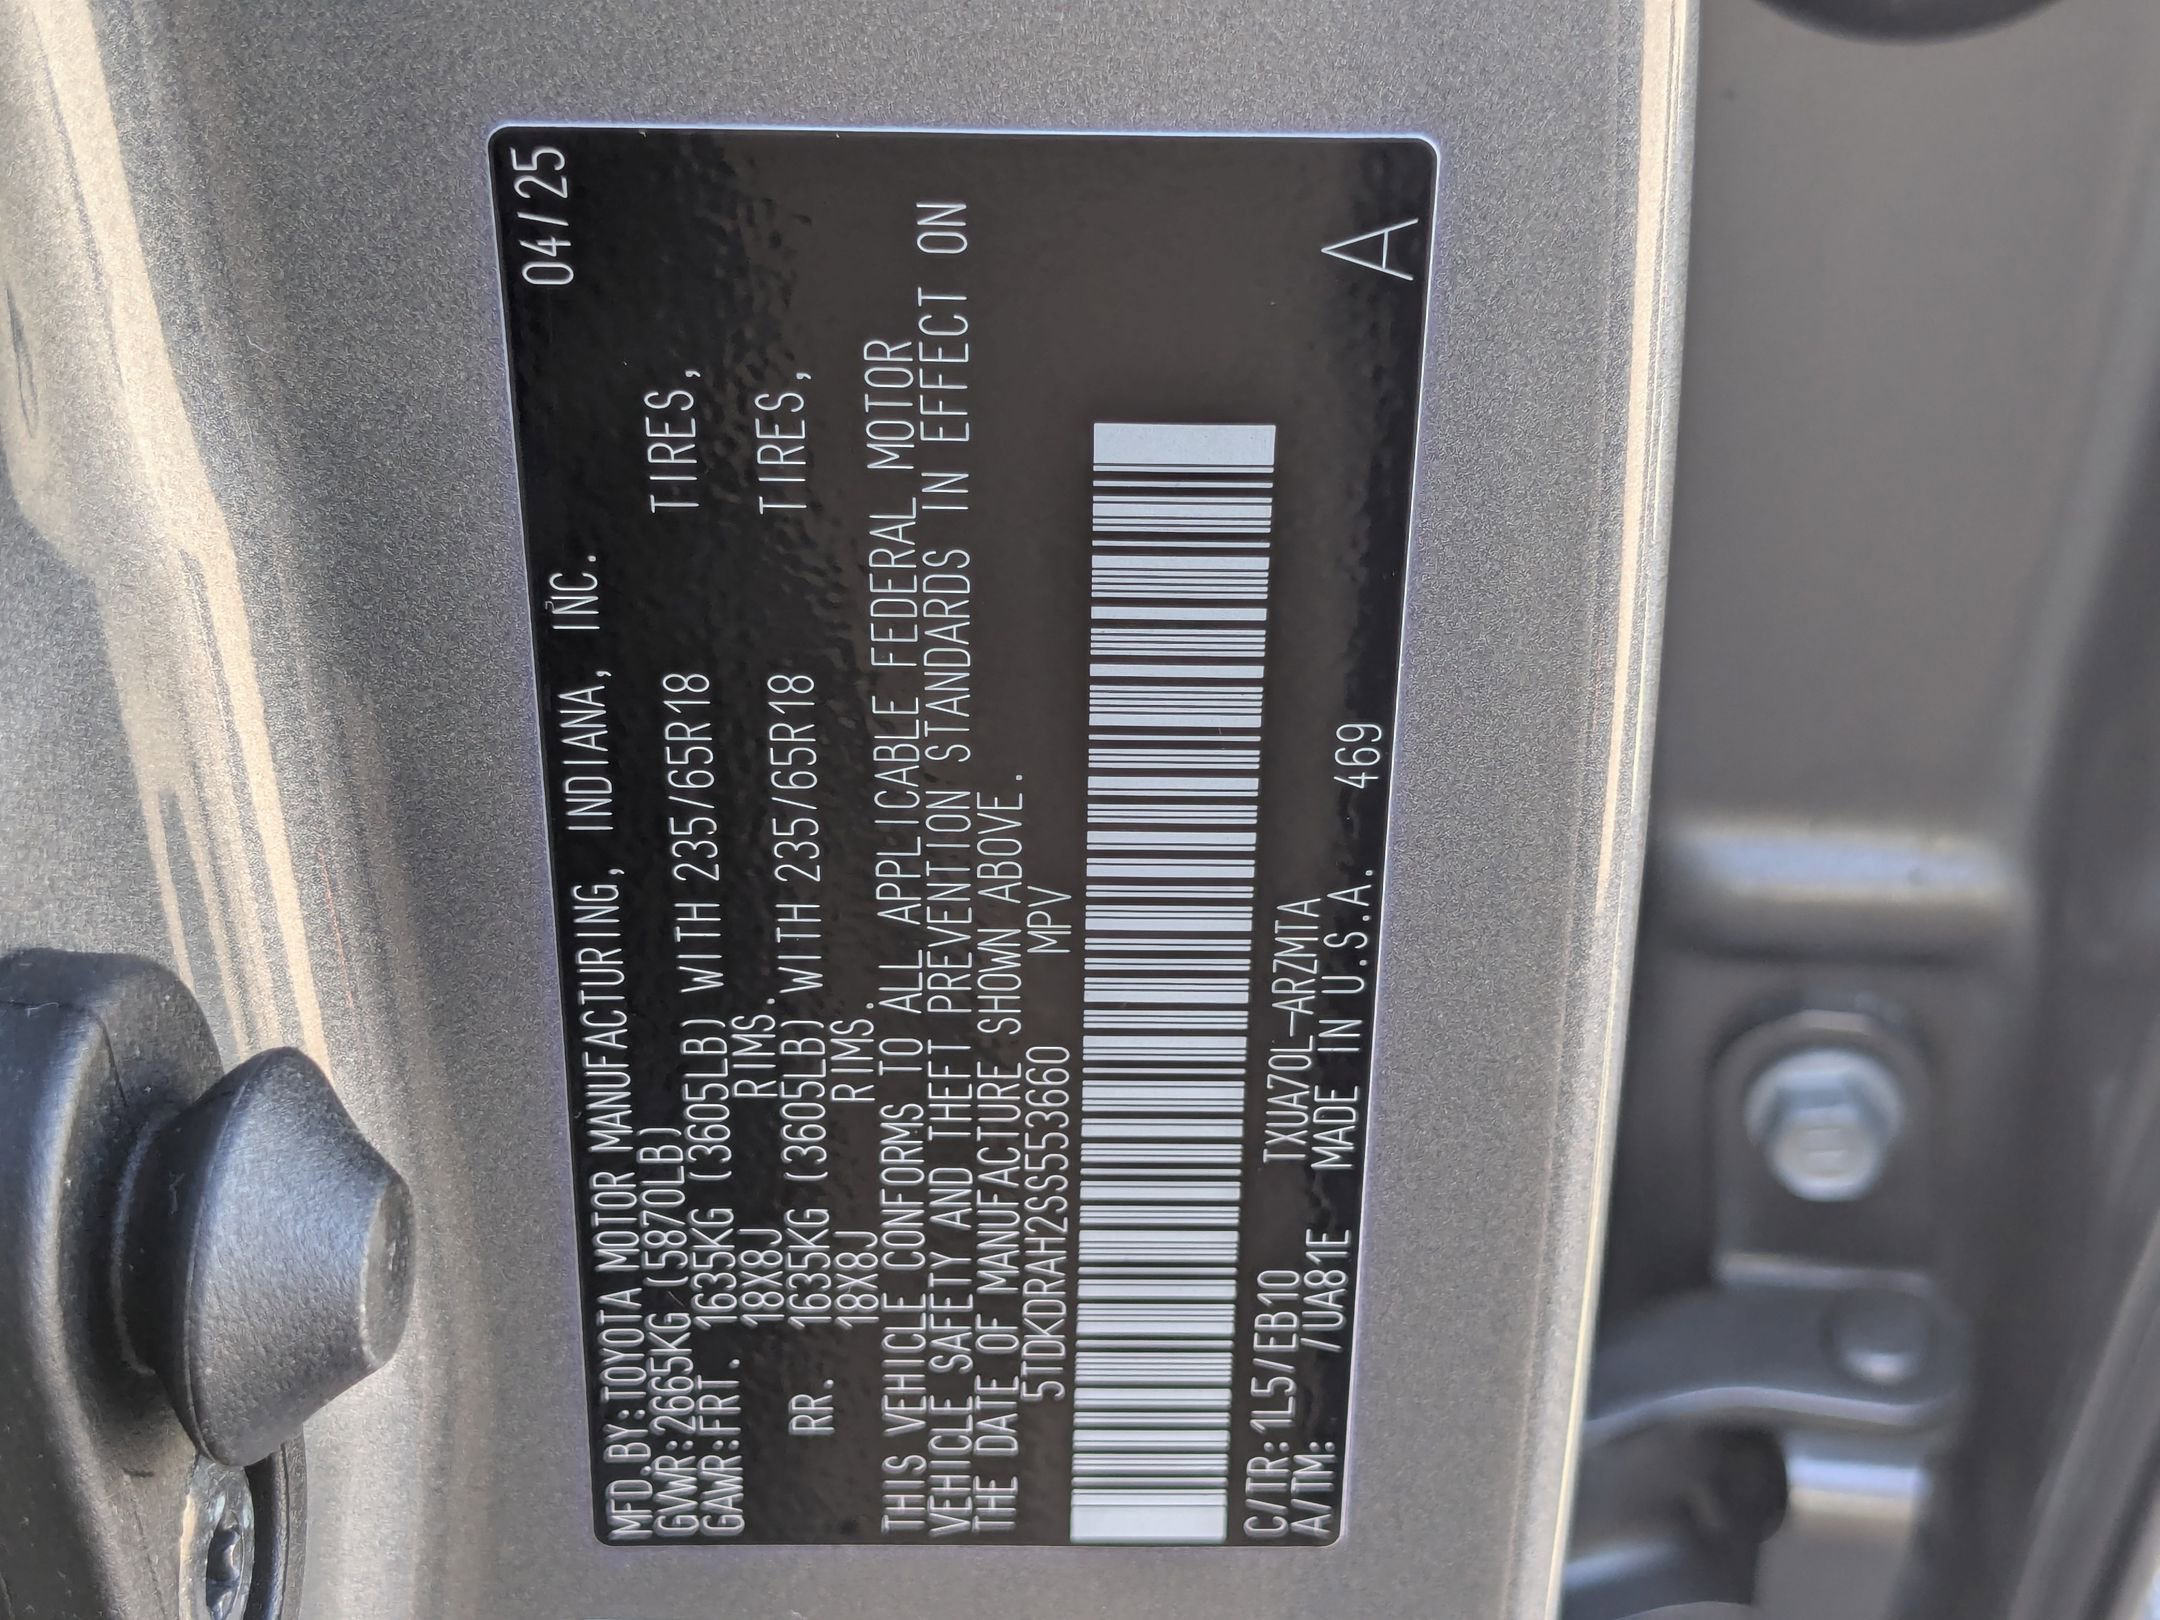 MFD.BY:TOYOTA MOTOR MANUFACTURING, INDIANA, INC. 04/25
GVWR:2665KG (5870LB)
GAWR:FRT. 1635KG (3605LB) WITH 235/65R18 TIRES,
18X8J RIMS.
RR. 1635KG (3605LB) WITH 235/65R18 TIRES,
18X8J RIMS.
THIS VEHICLE CONFORMS TO ALL APPLICABLE FEDERAL MOTOR
VEHICLE SAFETY AND THEFT PREVENTION STANDARDS IN EFFECT ON
THE DATE OF MANUFACTURE SHOWN ABOVE.
5TDKDRAH2SS553660 MPV
C/TR:1L5/EB10 TXUA70L-ARZMTA
A/TM: /UA81E MADE IN U.S.A. 469 A